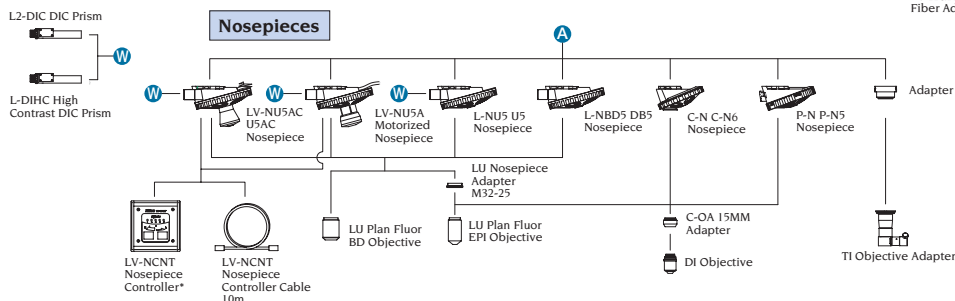 L2-DIC DIC Prism
W
L-DIHC High
Contrast DIC Prism
Nosepieces
A
Fiber Ad
W
LV-NU5AC
U5AC
Nosepiece
W
LV-NU5A
Motorized
Nosepiece
W
L-NU5 U5
Nosepiece
L-NBD5 DB5
Nosepiece
C-N C-N6
Nosepiece
P-N P-N5
Nosepiece
Adapter
LU Nosepiece
Adapter
M32-25
LV-NCNT
Nosepiece
Controller*
LV-NCNT
Nosepiece
Controller Cable
10m
LU Plan Fluor
BD Objective
LU Plan Fluor
EPI Objective
C-OA 15MM
Adapter
DI Objective
TI Objective Adapter